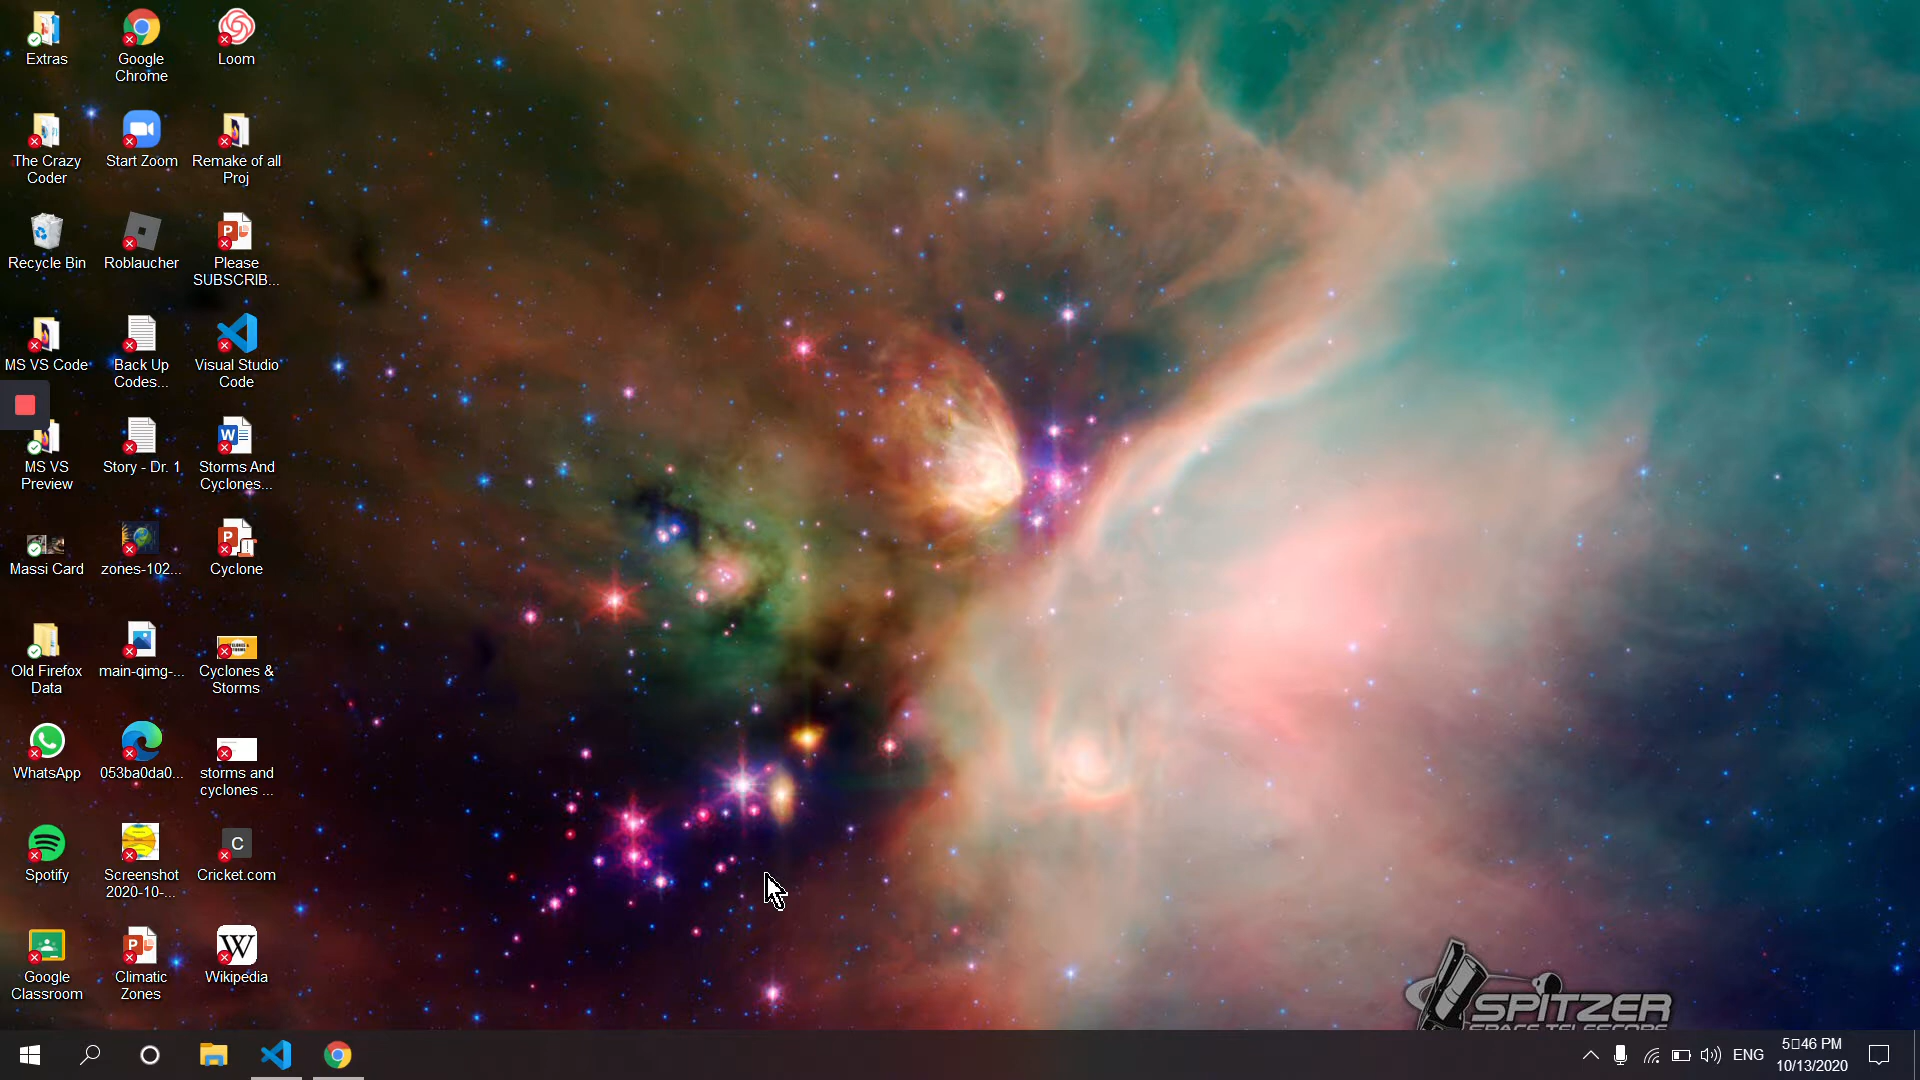 Extras
Google
Chrome
Loom
The Crazy
Coder
Start Zoom
Remake of all
Proj
Recycle Bin
Roblaucher
Please
SUBSCRIB...
MS VS Code
Back Up
Codes...
Visual Studio
Code
MS VS
Preview
Story - Dr. 1
Storms And
Cyclones...
Massi Card
zones-102...
Cyclone
Old Firefox
Data
main-qimg-...
Cyclones &
Storms
WhatsApp
053ba0da0...
storms and
cyclones ...
Spotify
Screenshot
2020-10-...
C
Cricket.com
Google
Classroom
Climatic
Zones
W
Wikipedia
SPITZER
SPACE TELESCOPE
ENG
5▯46 PM
10/13/2020